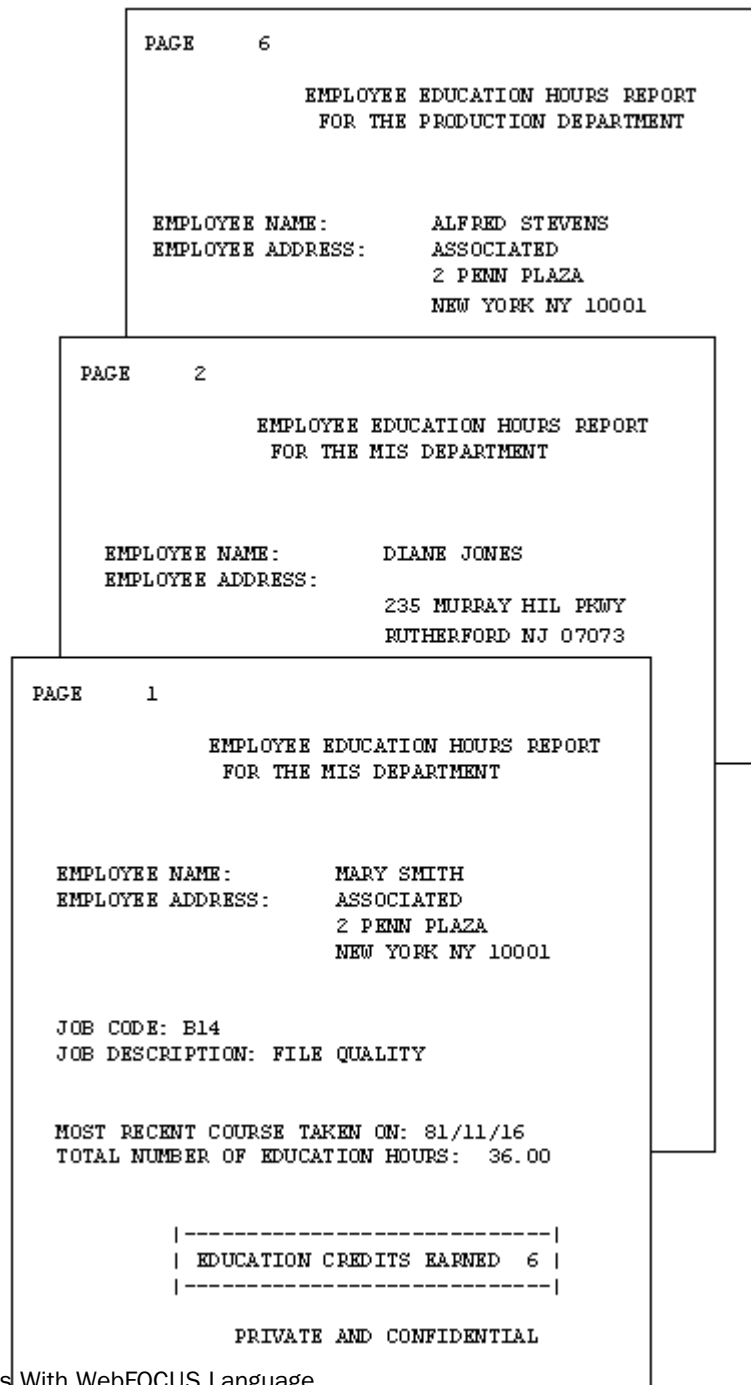 PAGE 6
EMPLOYEE EDUCATION HOURS REPORT
FOR THE PRODUCTION DEPARTMENT
EMPLOYEE NAME: ALFRED STEVENS
EMPLOYEE ADDRESS: ASSOCIATED
2 PENN PLAZA
NEW YORK NY 10001
PAGE 2
EMPLOYEE EDUCATION HOURS REPORT
FOR THE MIS DEPARTMENT
EMPLOYEE NAME: DIANE JONES
EMPLOYEE ADDRESS:
235 MURRAY HIL PKWY
RUTHERFORD NJ 07073
PAGE 1
EMPLOYEE EDUCATION HOURS REPORT
FOR THE MIS DEPARTMENT
EMPLOYEE NAME: MARY SMITH
EMPLOYEE ADDRESS: ASSOCIATED
2 PENN PLAZA
NEW YORK NY 10001
JOB CODE: B14
JOB DESCRIPTION: FILE QUALITY
MOST RECENT COURSE TAKEN ON: 81/11/16
TOTAL NUMBER OF EDUCATION HOURS: 36.00
|-----------------------------|
| EDUCATION CREDITS EARNED 6 |
|-----------------------------|
PRIVATE AND CONFIDENTIAL
s With WebFOCUS Language